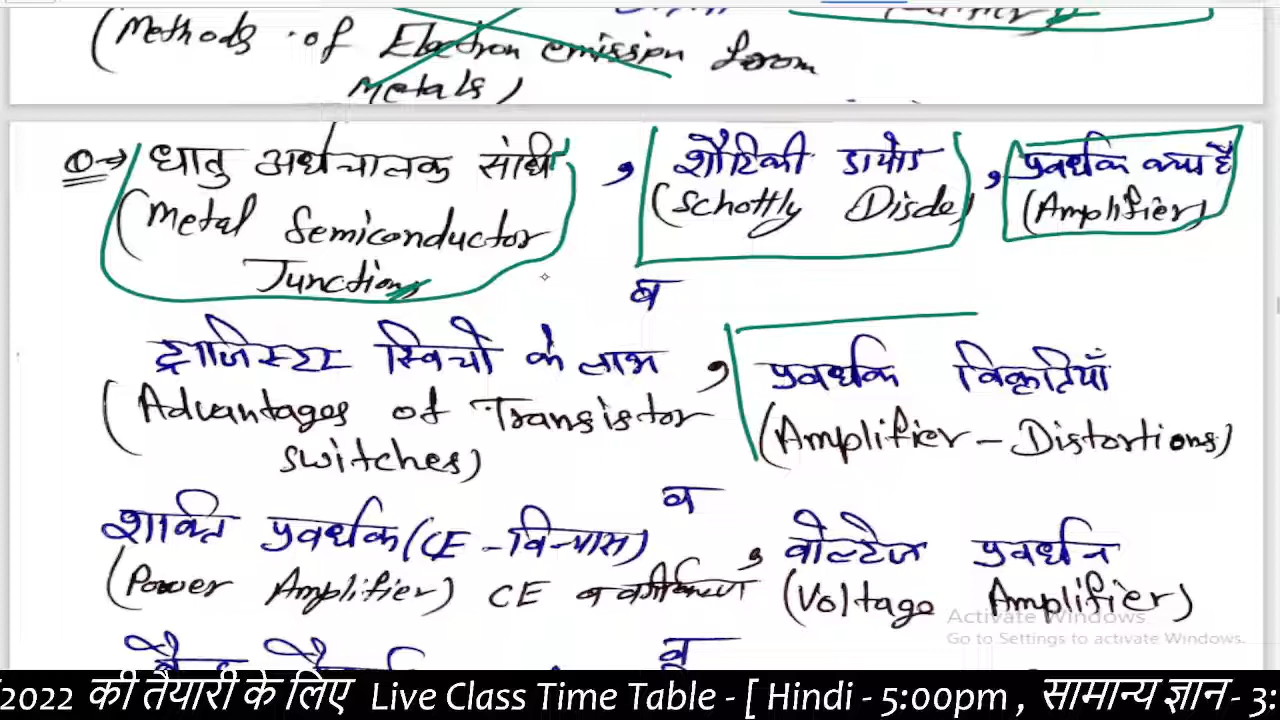 (Methods of Electron emission from
Metals)
Q→ धातु अर्धचालक संधी , शौटिकी डायोड , प्रवर्धक क्या है
(Metal Semiconductor (Schottly Diode) (Amplifier)
Junction)
ब
ट्रांजिस्टर स्विचो के लाभ , प्रवर्धक विकृतियाँ
(Advantages of Transistor (Amplifier - Distortions)
switches)
व
शक्ति प्रवर्धक (CE - विन्यास) , वोल्टेज प्रवर्धन
(Power Amplifier) CE (Voltage Amplifier)
व
Activate Windows
Go to Settings to activate Windows.
2022 की तैयारी के लिए Live Class Time Table - [ Hindi - 5:00pm , सामान्य ज्ञान- 3: